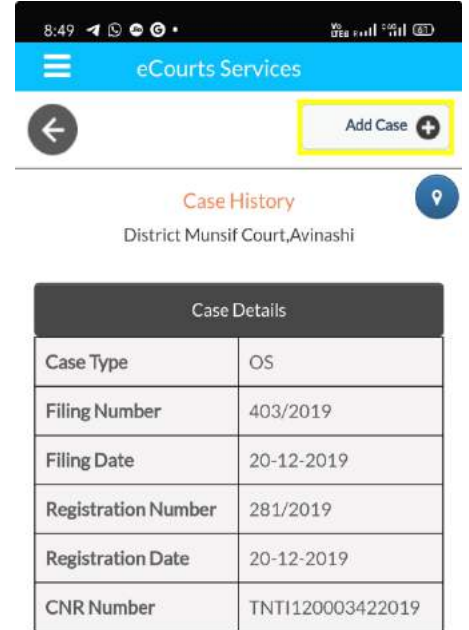 8:49
61
eCourts Services
Add Case
Case History
District Munsif Court,Avinashi
Case Details
Case Type OS
Filing Number 403/2019
Filing Date 20-12-2019
Registration Number 281/2019
Registration Date 20-12-2019
CNR Number TNTI120003422019